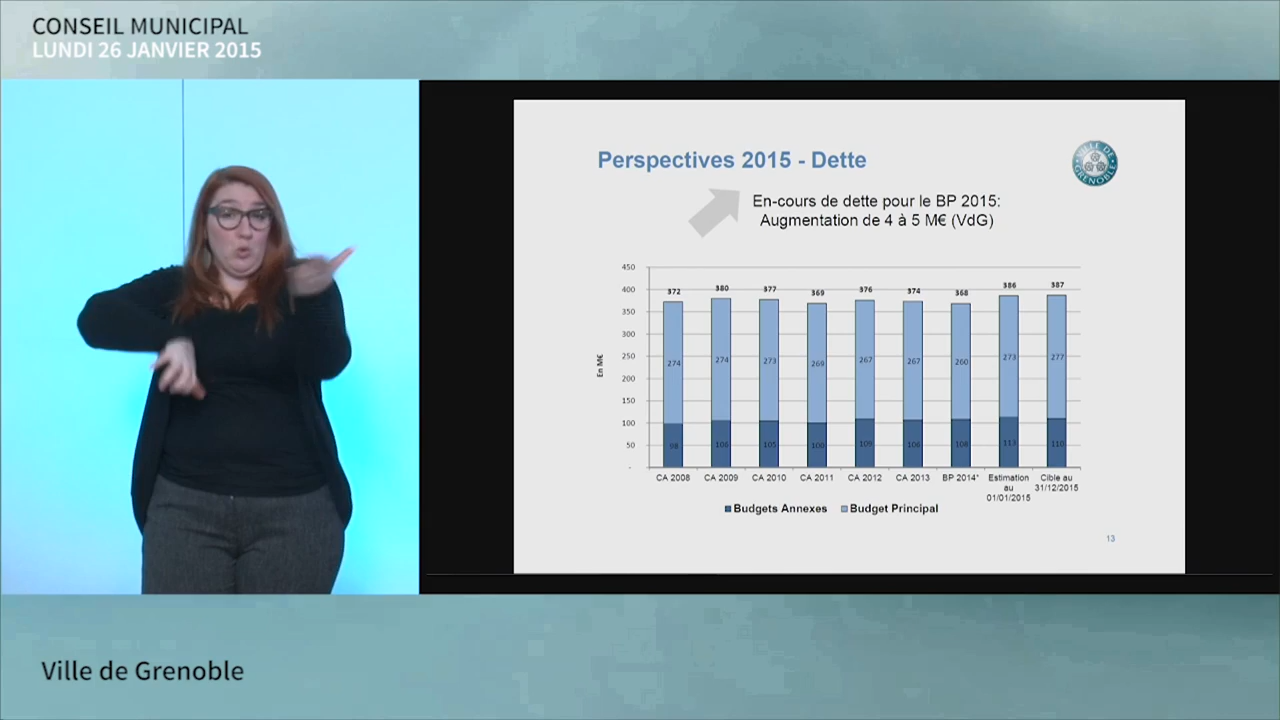 CONSEIL MUNICIPAL
LUNDI 26 JANVIER 2015
Perspectives 2015 - Dette
VILLE DE GRENOBLE
En-cours de dette pour le BP 2015:
Augmentation de 4 à 5 M€ (VdG)
En M€
450
400
350
300
250
200
150
100
50
-
372 380 377 369 376 374 368 386 387
274 274 273 269 267 267 260 273 277
98 106 105 100 109 108 113 110
CA 2008 CA 2009 CA 2010 CA 2011 CA 2012 CA 2013 BP 2014* Estimation au 01/01/2015 Cible au 31/12/2015
Budgets Annexes Budget Principal
13
Ville de Grenoble